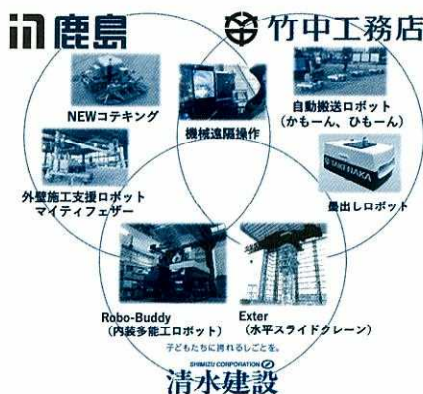 鹿島
竹中工務店
NEWコテキング
機械遠隔操作
自動搬送ロボット
(かもーん、ひもーん)
TAKENAKA
外壁施工支援ロボット
マイティフェザー
墨出しロボット
Robo-Buddy
(内装多能工ロボット)
Exter
(水平スライドクレーン)
子どもたちに誇れるしごとを。
SHIMIZU CORPORATION
清水建設